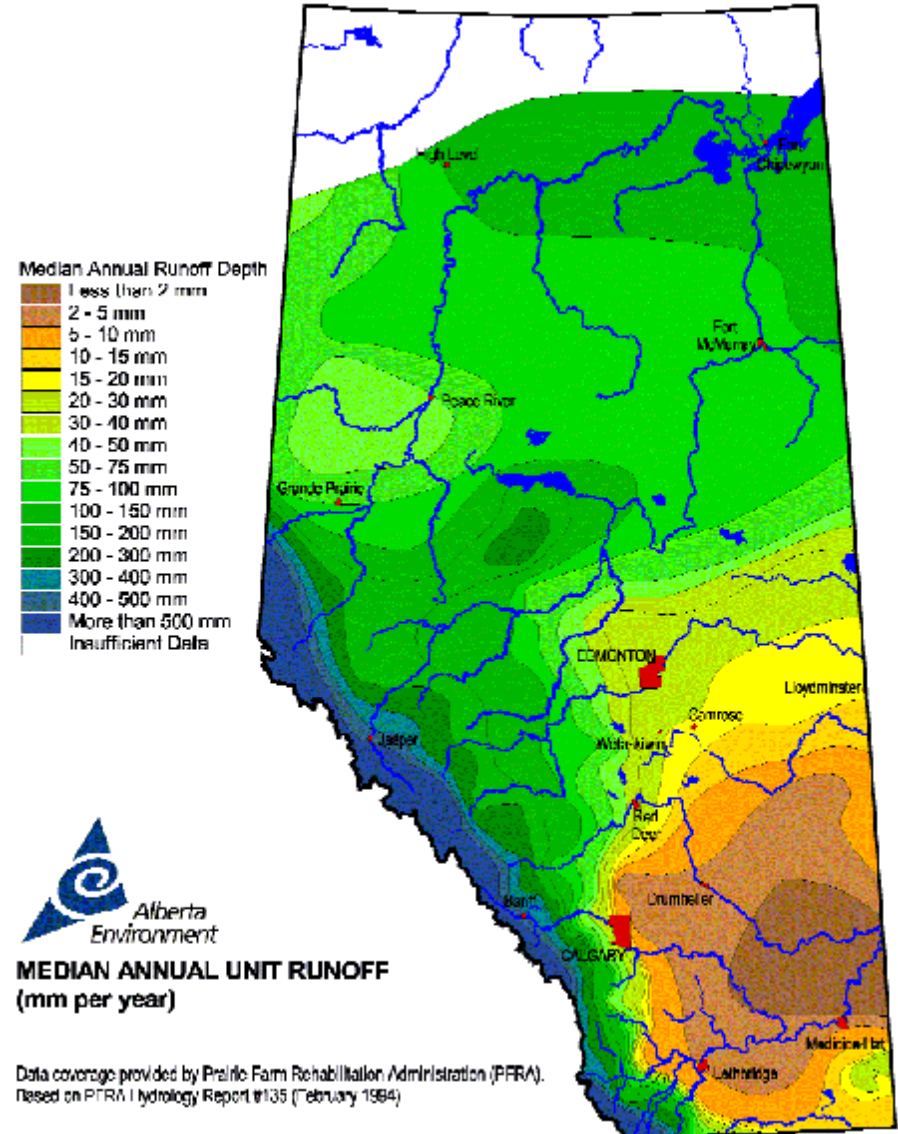 High Level
Fort
Chipewyan
Median Annual Runoff Depth
Less than 2 mm
2 - 5 mm
5 - 10 mm
10 - 15 mm
15 - 20 mm
20 - 30 mm
30 - 40 mm
40 - 50 mm
50 - 75 mm
75 - 100 mm
100 - 150 mm
150 - 200 mm
200 - 300 mm
300 - 400 mm
400 - 500 mm
More than 500 mm
Insufficient Data
Fort
McMurray
Peace River
Grande Prairie
EDMONTON
Lloydminster
Camrose
Wetaskiwin
Jasper
Red
Deer
Drumheller
Banff
CALGARY
Medicine Hat
Lethbridge
Alberta
Environment
MEDIAN ANNUAL UNIT RUNOFF
(mm per year)
Data coverage provided by Prairie Farm Rehabilitation Administration (PFRA).
Based on PFRA Hydrology Report #135 (February 1994)